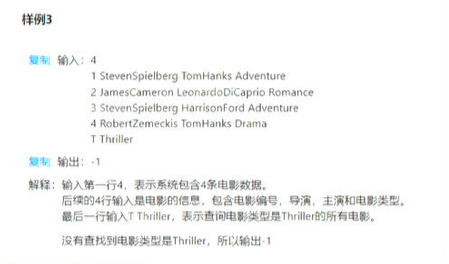 样例3
复制 输入：4
1 StevenSpielberg TomHanks Adventure
2 JamesCameron LeonardoDiCaprio Romance
3 StevenSpielberg HarrisonFord Adventure
4 RobertZemeckis TomHanks Drama
T Thriller
复制 输出：-1
解释：输入第一行4，表示系统包含4条电影数据。
后续的4行输入是电影的信息，包含电影编号，导演，主演和电影类型。
最后一行输入T Thriller，表示查询电影类型是Thriller的所有电影。
没有查找到电影类型是Thriller，所以输出-1